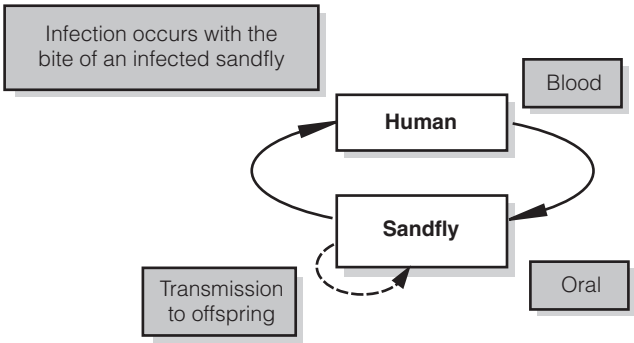 Infection occurs with the
bite of an infected sandfly
Blood
Human
Sandfly
Transmission
to offspring
Oral